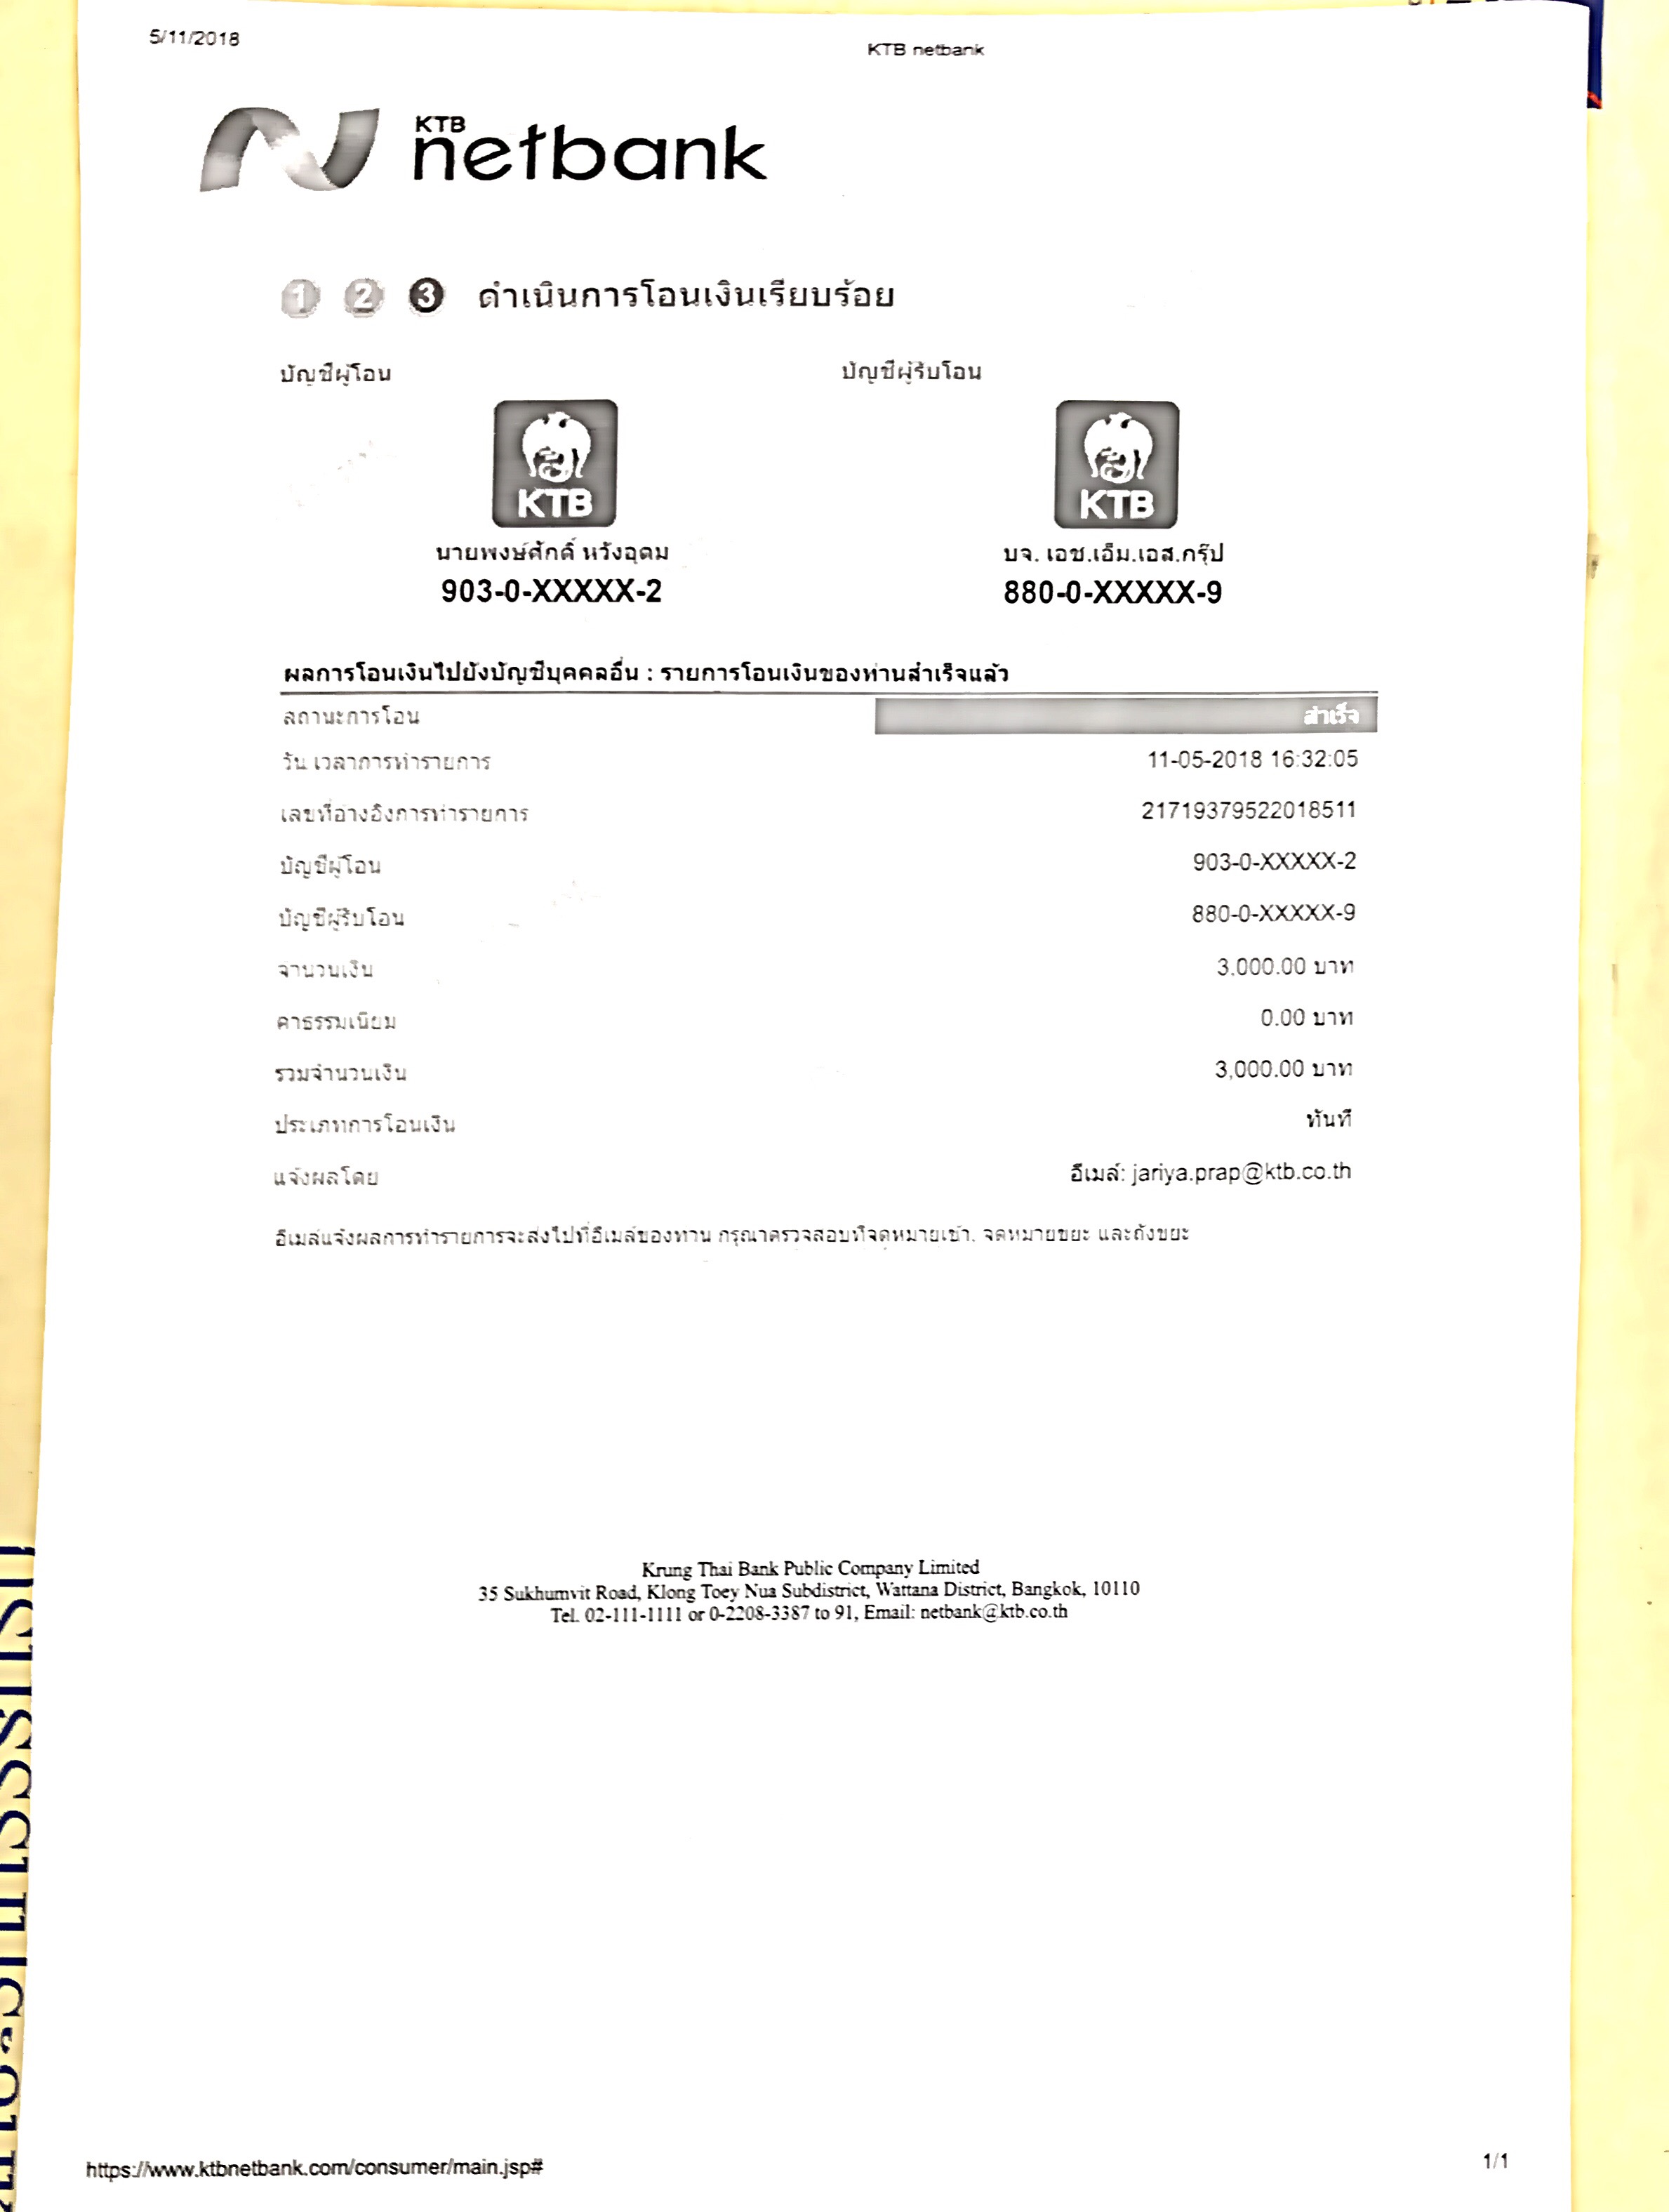 5/11/2018
KTB netbank
KTB
netbank
1 2 3 ดำเนินการโอนเงินเรียบร้อย
บัญชีผู้โอน บัญชีผู้รับโอน
KTB KTB
นายพงษ์ศักดิ์ หวังอุดม บจ. เอช.เอ็ม.เอส.กรุ๊ป
903-0-XXXXX-2 880-0-XXXXX-9
ผลการโอนเงินไปยังบัญชีบุคคลอื่น : รายการโอนเงินของท่านสำเร็จแล้ว
สถานะการโอน สำเร็จ
วัน เวลาการทำรายการ 11-05-2018 16:32:05
เลขที่อ้างอิงการทำรายการ 21719379522018511
บัญชีผู้โอน 903-0-XXXXX-2
บัญชีผู้รับโอน 880-0-XXXXX-9
จำนวนเงิน 3,000.00 บาท
ค่าธรรมเนียม 0.00 บาท
รวมจำนวนเงิน 3,000.00 บาท
ประเภทการโอนเงิน ทันที
แจ้งผลโดย อีเมล์: jariya.prap@ktb.co.th
อีเมล์แจ้งผลการทำรายการจะส่งไปที่อีเมล์ของท่าน กรุณาตรวจสอบที่จดหมายเข้า, จดหมายขยะ และถังขยะ
Krung Thai Bank Public Company Limited
35 Sukhumvit Road, Klong Toey Nua Subdistrict, Wattana District, Bangkok, 10110
Tel. 02-111-1111 or 0-2208-3387 to 91, Email: netbank@ktb.co.th
https://www.ktbnetbank.com/consumer/main.jsp# 1/1